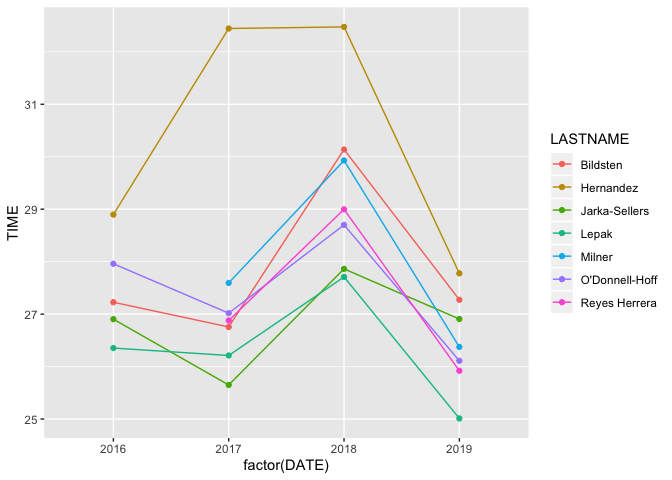 TIME
31
29
27
25
2016 2017 2018 2019
factor(DATE)
LASTNAME
Bildsten
Hernandez
Jarka-Sellers
Lepak
Milner
O'Donnell-Hoff
Reyes Herrera